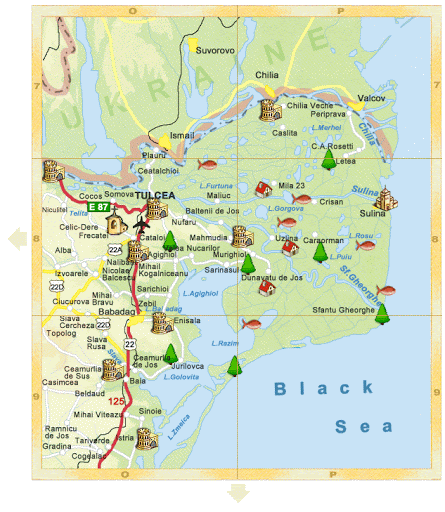 O
P
Suvorovo
UKRAINE
7
7
Chilia
Valcov
Chilia Veche
Periprava
Ismail
Caslita
L.Merhei
Chilia
Plauru
C.A. Rosetti
Ceatalchioi
Letea
L.Furtuna
Mila 23
Sulina
Cocos
Somova
TULCEA
Maliuc
Crisan
L.Gorgova
E 87
Niculitel
Telita
Baltenii de Jos
Sulina
Celic-Dere
Frecatei
Nufaru
8
8
Cataloi
Mahmudia
Uzlina
Caraorman
L.Rosu
Alba
22A
Nucarilor
Agighiol
Murighiol
L.Puiu
Nalbant
Mihail
Kogalniceanu
Sarinasuf
Izvoarele
Nicolae
Balcescu
Dunavatu de Jos
Sf.Gheorghe
22D
Sarichioi
L.Agighiol
Mihai
Bravu
Ciucurova
Zebil
Babadag
L.Babadag
Sfantu Gheorghe
Slava
Cercheza
22D
Enisala
Topolog
Slava
Rusa
22
L.Razim
Slava
Ceamurlia
de Jos
Ceamurlia
de Sus
Jurilovca
Casimcea
Baia
L.Golovita
Black
Beldaud
9
9
125
Mihai Viteazu
Sinoie
Sea
L.Zmeica
Ramnicu
de Jos
Tariverde
Istria
Gradina
Cogealac
O
P